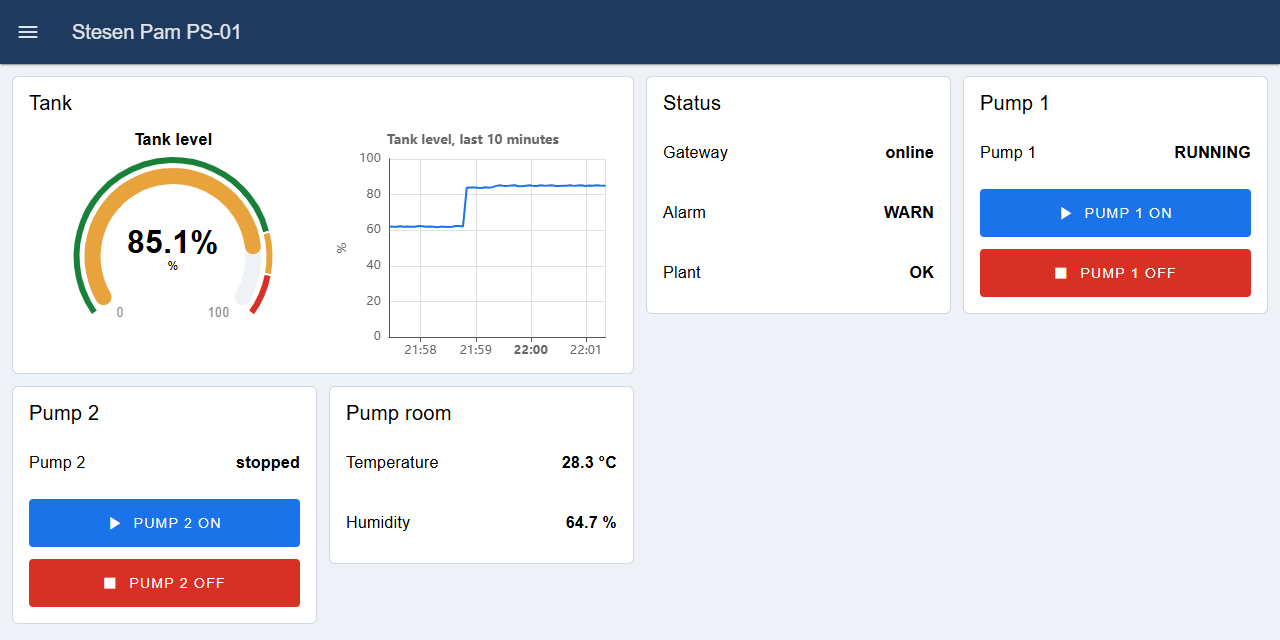 Stesen Pam PS-01
Tank
Tank level
85.1%
%
0
100
Tank level, last 10 minutes
100
80
60
40
20
0
%
21:58
21:59
22:00
22:01
Status
Gateway
online
Alarm
WARN
Plant
OK
Pump 1
Pump 1
RUNNING
PUMP 1 ON
PUMP 1 OFF
Pump 2
Pump 2
stopped
PUMP 2 ON
PUMP 2 OFF
Pump room
Temperature
28.3 °C
Humidity
64.7 %